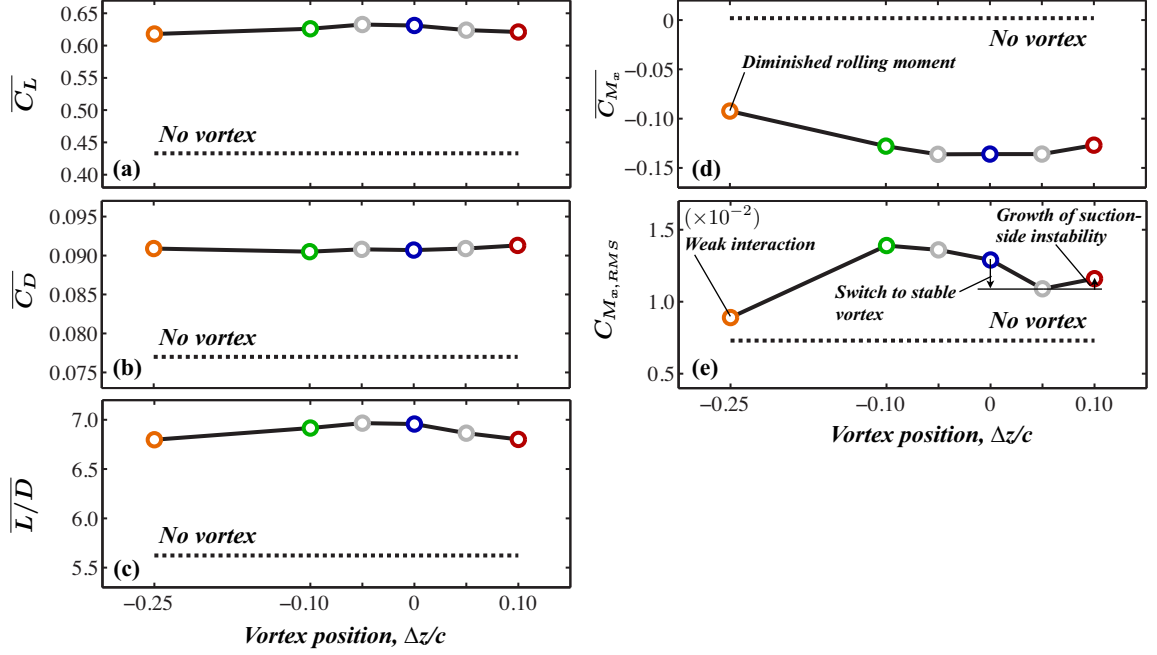 0.65
0.60
0.55
0.50
0.45
0.40
C_L
No vortex
(a)
0.095
0.090
0.085
0.080
0.075
C_D
No vortex
(b)
7.0
6.5
6.0
5.5
L/D
No vortex
(c)
−0.25
−0.10
0
0.10
Vortex position, Δz/c
0
−0.05
−0.10
−0.15
C_{M_x}
No vortex
Diminished rolling moment
(d)
(×10⁻²)
1.5
1.0
0.5
C_{M_x,RMS}
Weak interaction
Growth of suction-
side instability
Switch to stable
vortex
No vortex
(e)
−0.25
−0.10
0
0.10
Vortex position, Δz/c